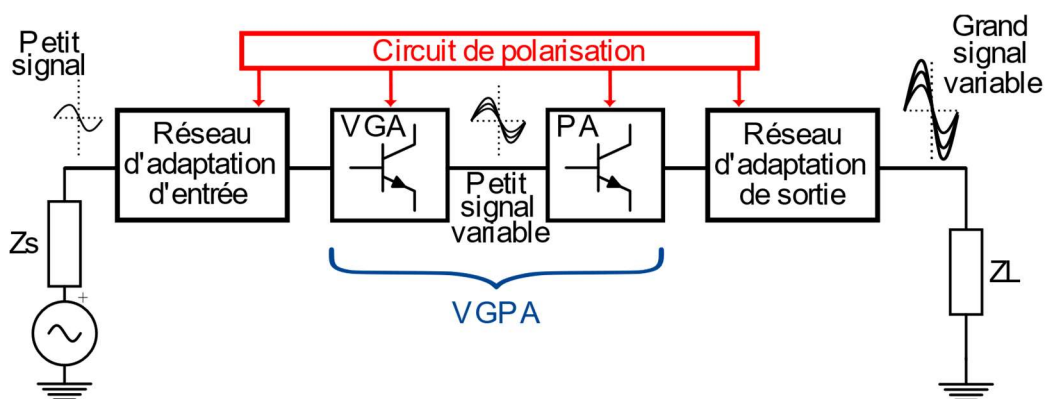 Petit
signal
Circuit de polarisation
Grand
signal
variable
Réseau
d'adaptation
d'entrée
VGA
PA
Réseau
d'adaptation
de sortie
Petit
signal
variable
Zs
+
ZL
VGPA